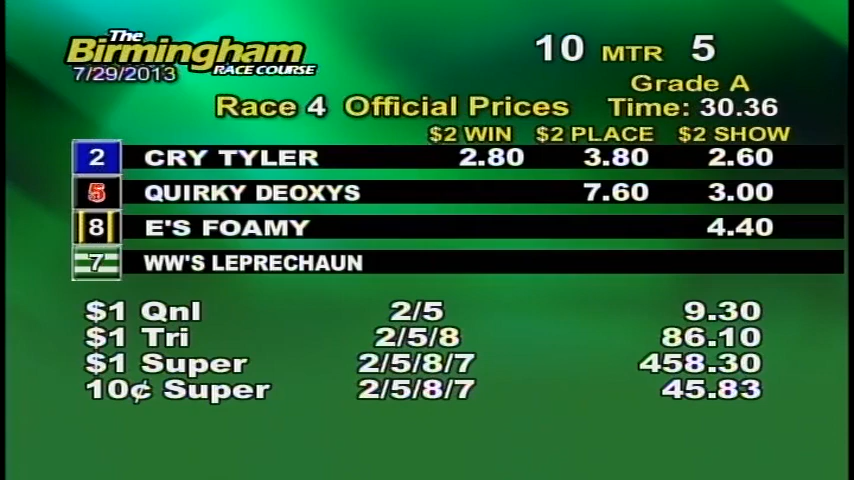 The
Birmingham
RACE COURSE
7/29/2013
10 MTR 5
Grade A
Race 4 Official Prices Time: 30.36
$2 WIN $2 PLACE $2 SHOW
2 CRY TYLER 2.80 3.80 2.60
5 QUIRKY DEOXYS 7.60 3.00
8 E'S FOAMY 4.40
7 WW'S LEPRECHAUN
$1 Qnl 2/5 9.30
$1 Tri 2/5/8 86.10
$1 Super 2/5/8/7 458.30
10¢ Super 2/5/8/7 45.83